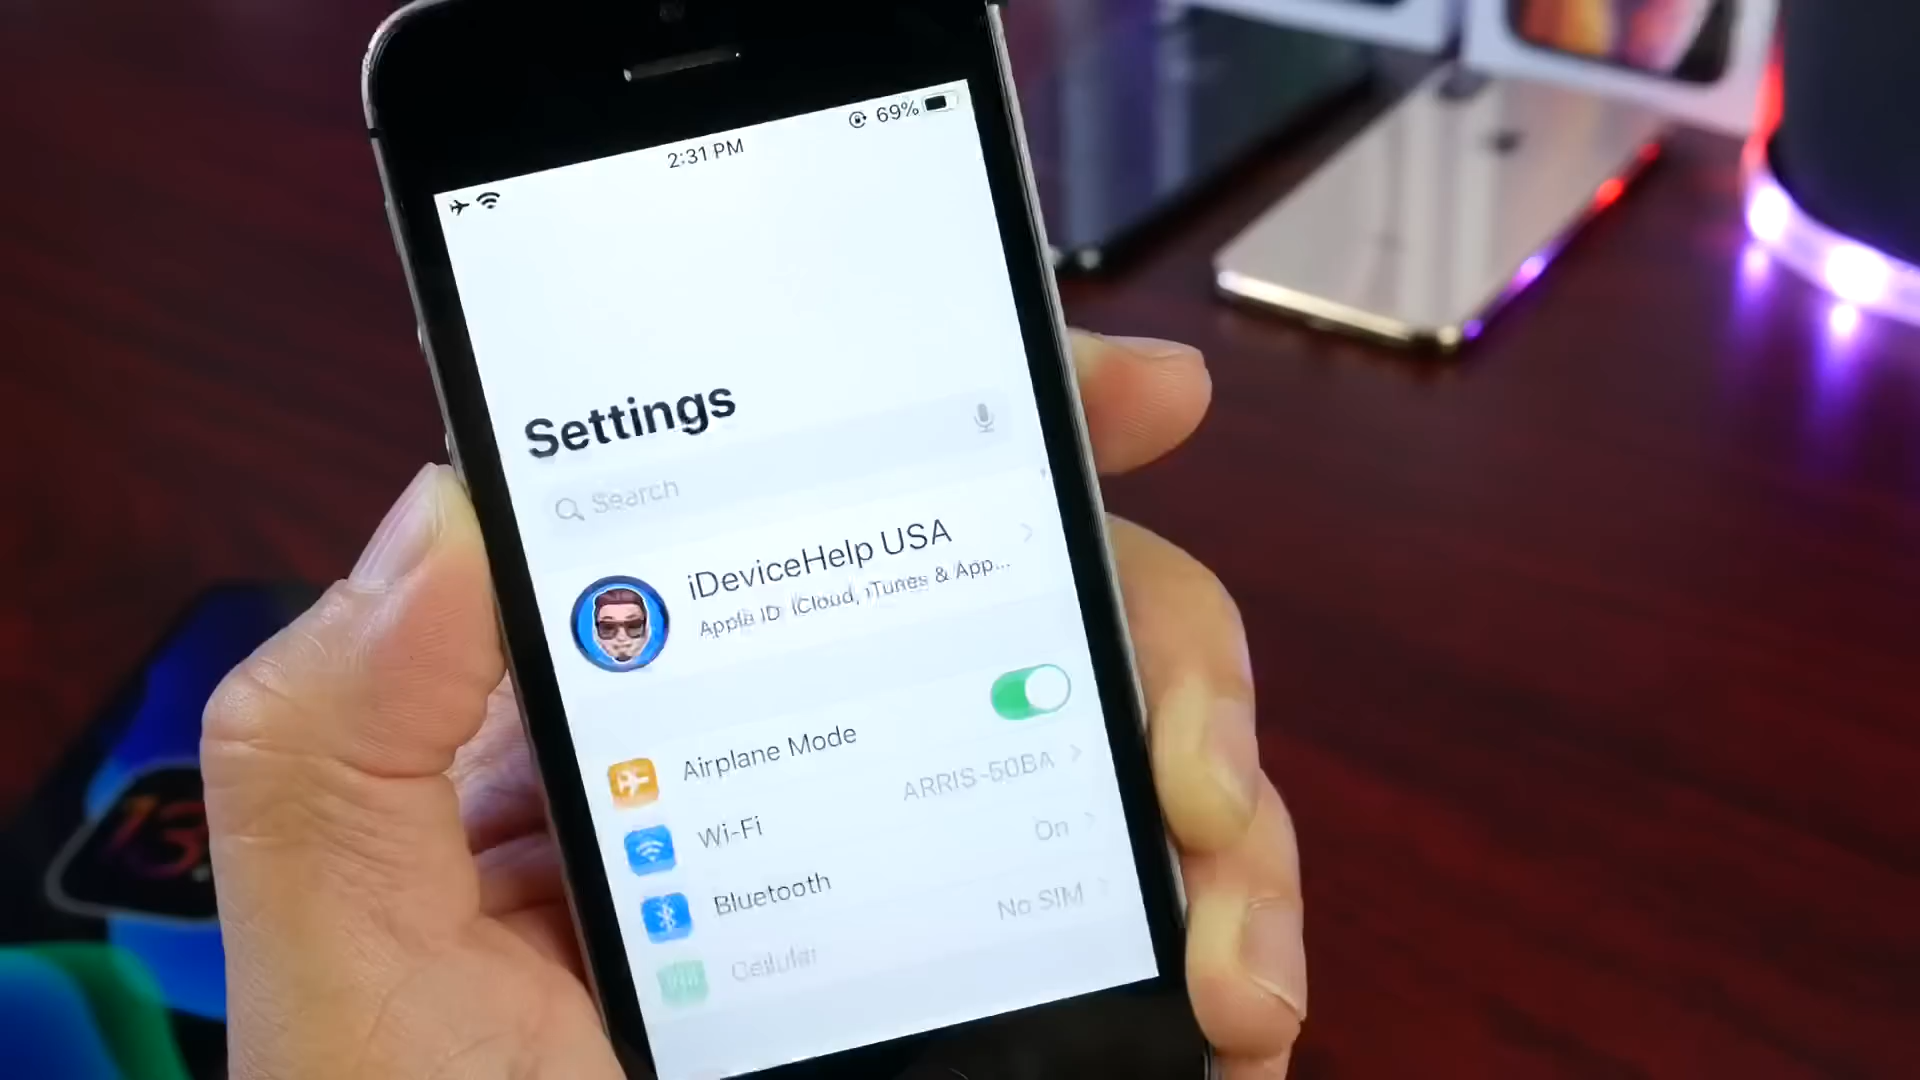 2:31 PM
69%
Settings
Search
iDeviceHelp USA
Apple ID, iCloud, iTunes & App...
Airplane Mode
Wi-Fi
ARRIS-50BA
Bluetooth
On
Cellular
No SIM
13